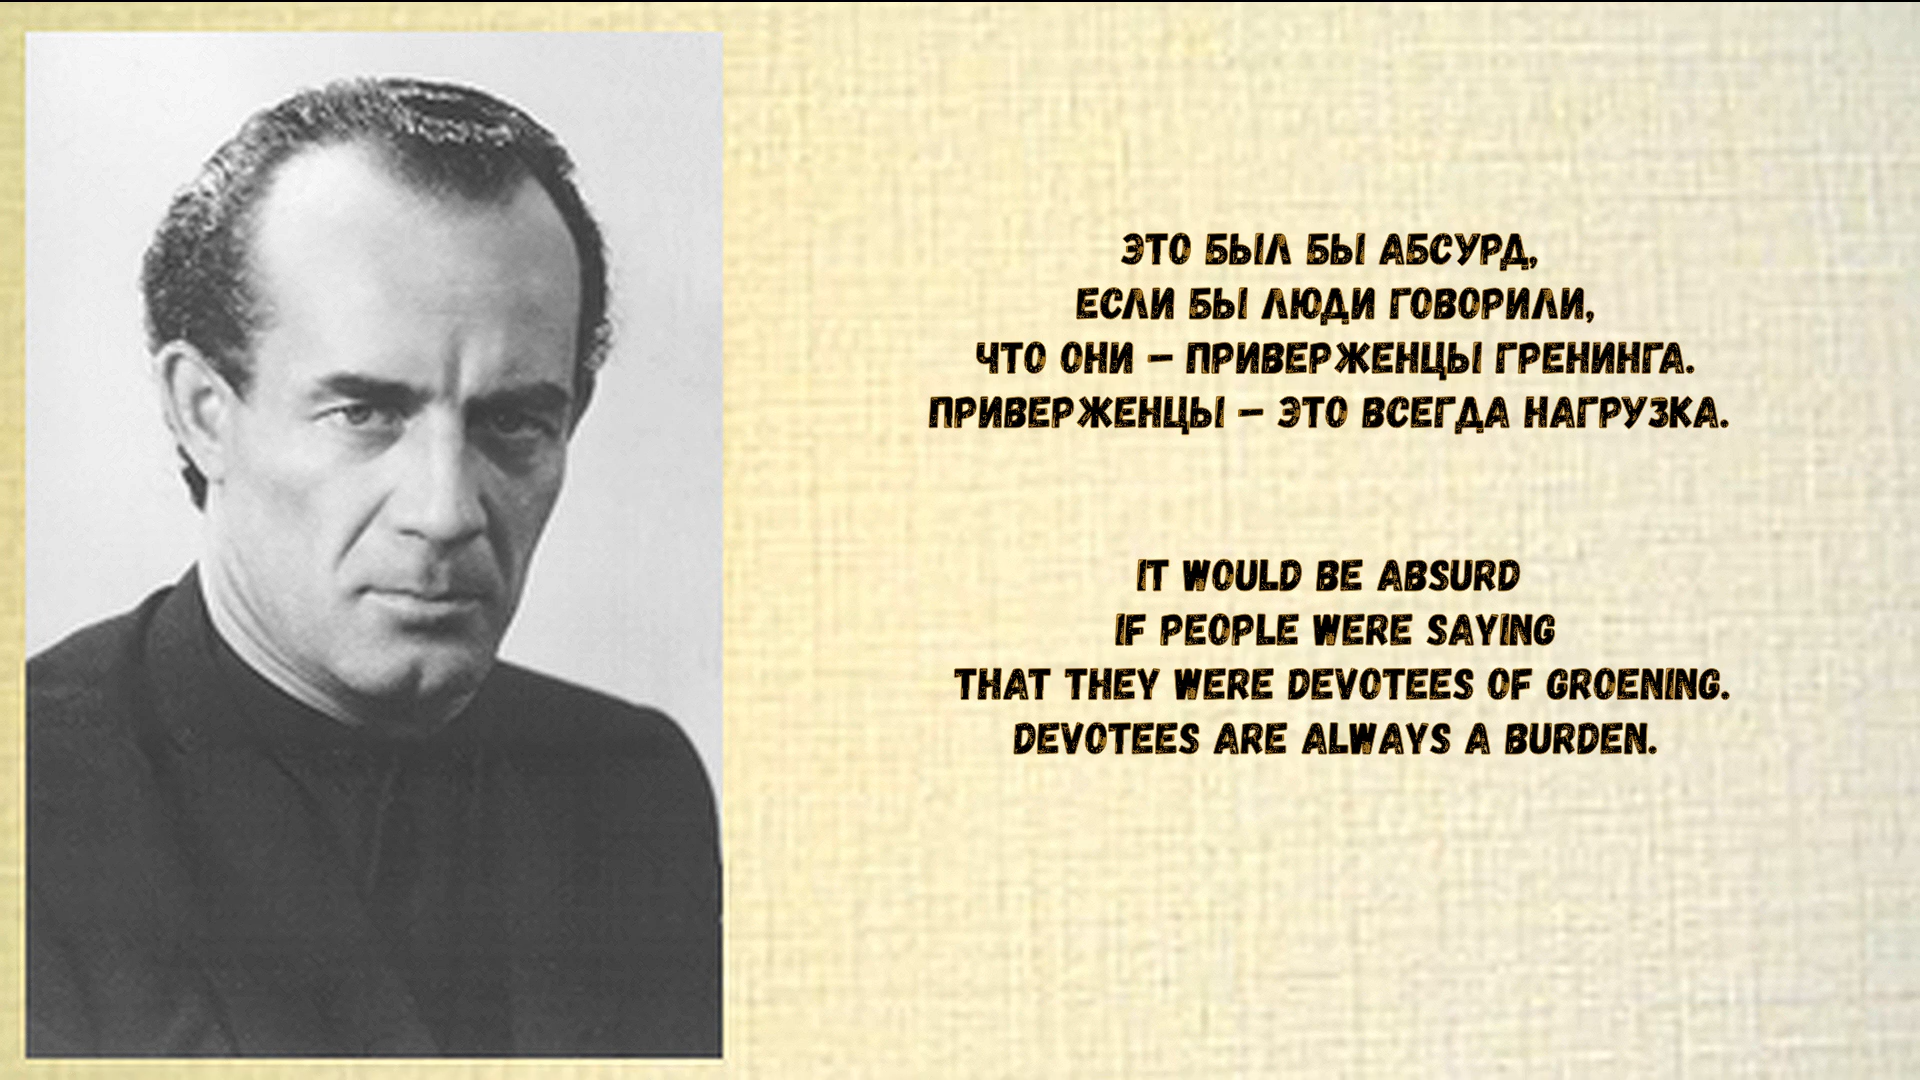 ЭТО БЫЛ БЫ АБСУРД,
ЕСЛИ БЫ ЛЮДИ ГОВОРИЛИ,
ЧТО ОНИ – ПРИВЕРЖЕНЦЫ ГРЕНИНГА.
ПРИВЕРЖЕНЦЫ – ЭТО ВСЕГДА НАГРУЗКА.
IT WOULD BE ABSURD
IF PEOPLE WERE SAYING
THAT THEY WERE DEVOTEES OF GROENING.
DEVOTEES ARE ALWAYS A BURDEN.